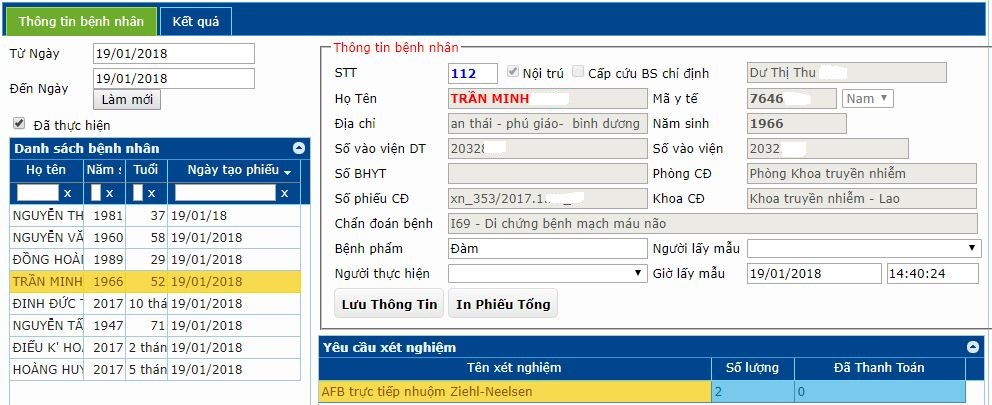 Thông tin bệnh nhân Kết quả
Từ Ngày 19/01/2018
Đến Ngày 19/01/2018
Làm mới
Đã thực hiện
Danh sách bệnh nhân
Họ tên Năm s Tuổi Ngày tạo phiếu
x x x x
NGUYỄN TH 1981 37 19/01/18
NGUYỄN VĂ 1960 58 19/01/2018
ĐỒNG HOÀN 1989 29 19/01/2018
TRẦN MINH 1966 52 19/01/2018
ĐINH ĐỨC T 2017 10 thá 19/01/2018
NGUYỄN TẤ 1947 71 19/01/2018
ĐIỂU K' HO 2017 2 thán 19/01/2018
HOÀNG HUY 2017 5 thán 19/01/2018
Thông tin bệnh nhân
STT 112 Nội trú Cấp cứu BS chỉ định Dư Thị Thu
Họ Tên TRẦN MINH Mã y tế 7646 Nam
Địa chỉ an thái - phú giáo- bình dương Năm sinh 1966
Số vào viện DT 20328 Số vào viện 2032
Số BHYT Phòng CĐ Phòng Khoa truyền nhiễm
Số phiếu CĐ xn_353/2017.1. Khoa CĐ Khoa truyền nhiễm - Lao
Chẩn đoán bệnh I69 - Di chứng bệnh mạch máu não
Bệnh phẩm Đàm Người lấy mẫu
Người thực hiện Giờ lấy mẫu 19/01/2018 14:40:24
Lưu Thông Tin In Phiếu Tổng
Yêu cầu xét nghiệm
Tên xét nghiệm Số lượng Đã Thanh Toán
AFB trực tiếp nhuộm Ziehl-Neelsen 2 0